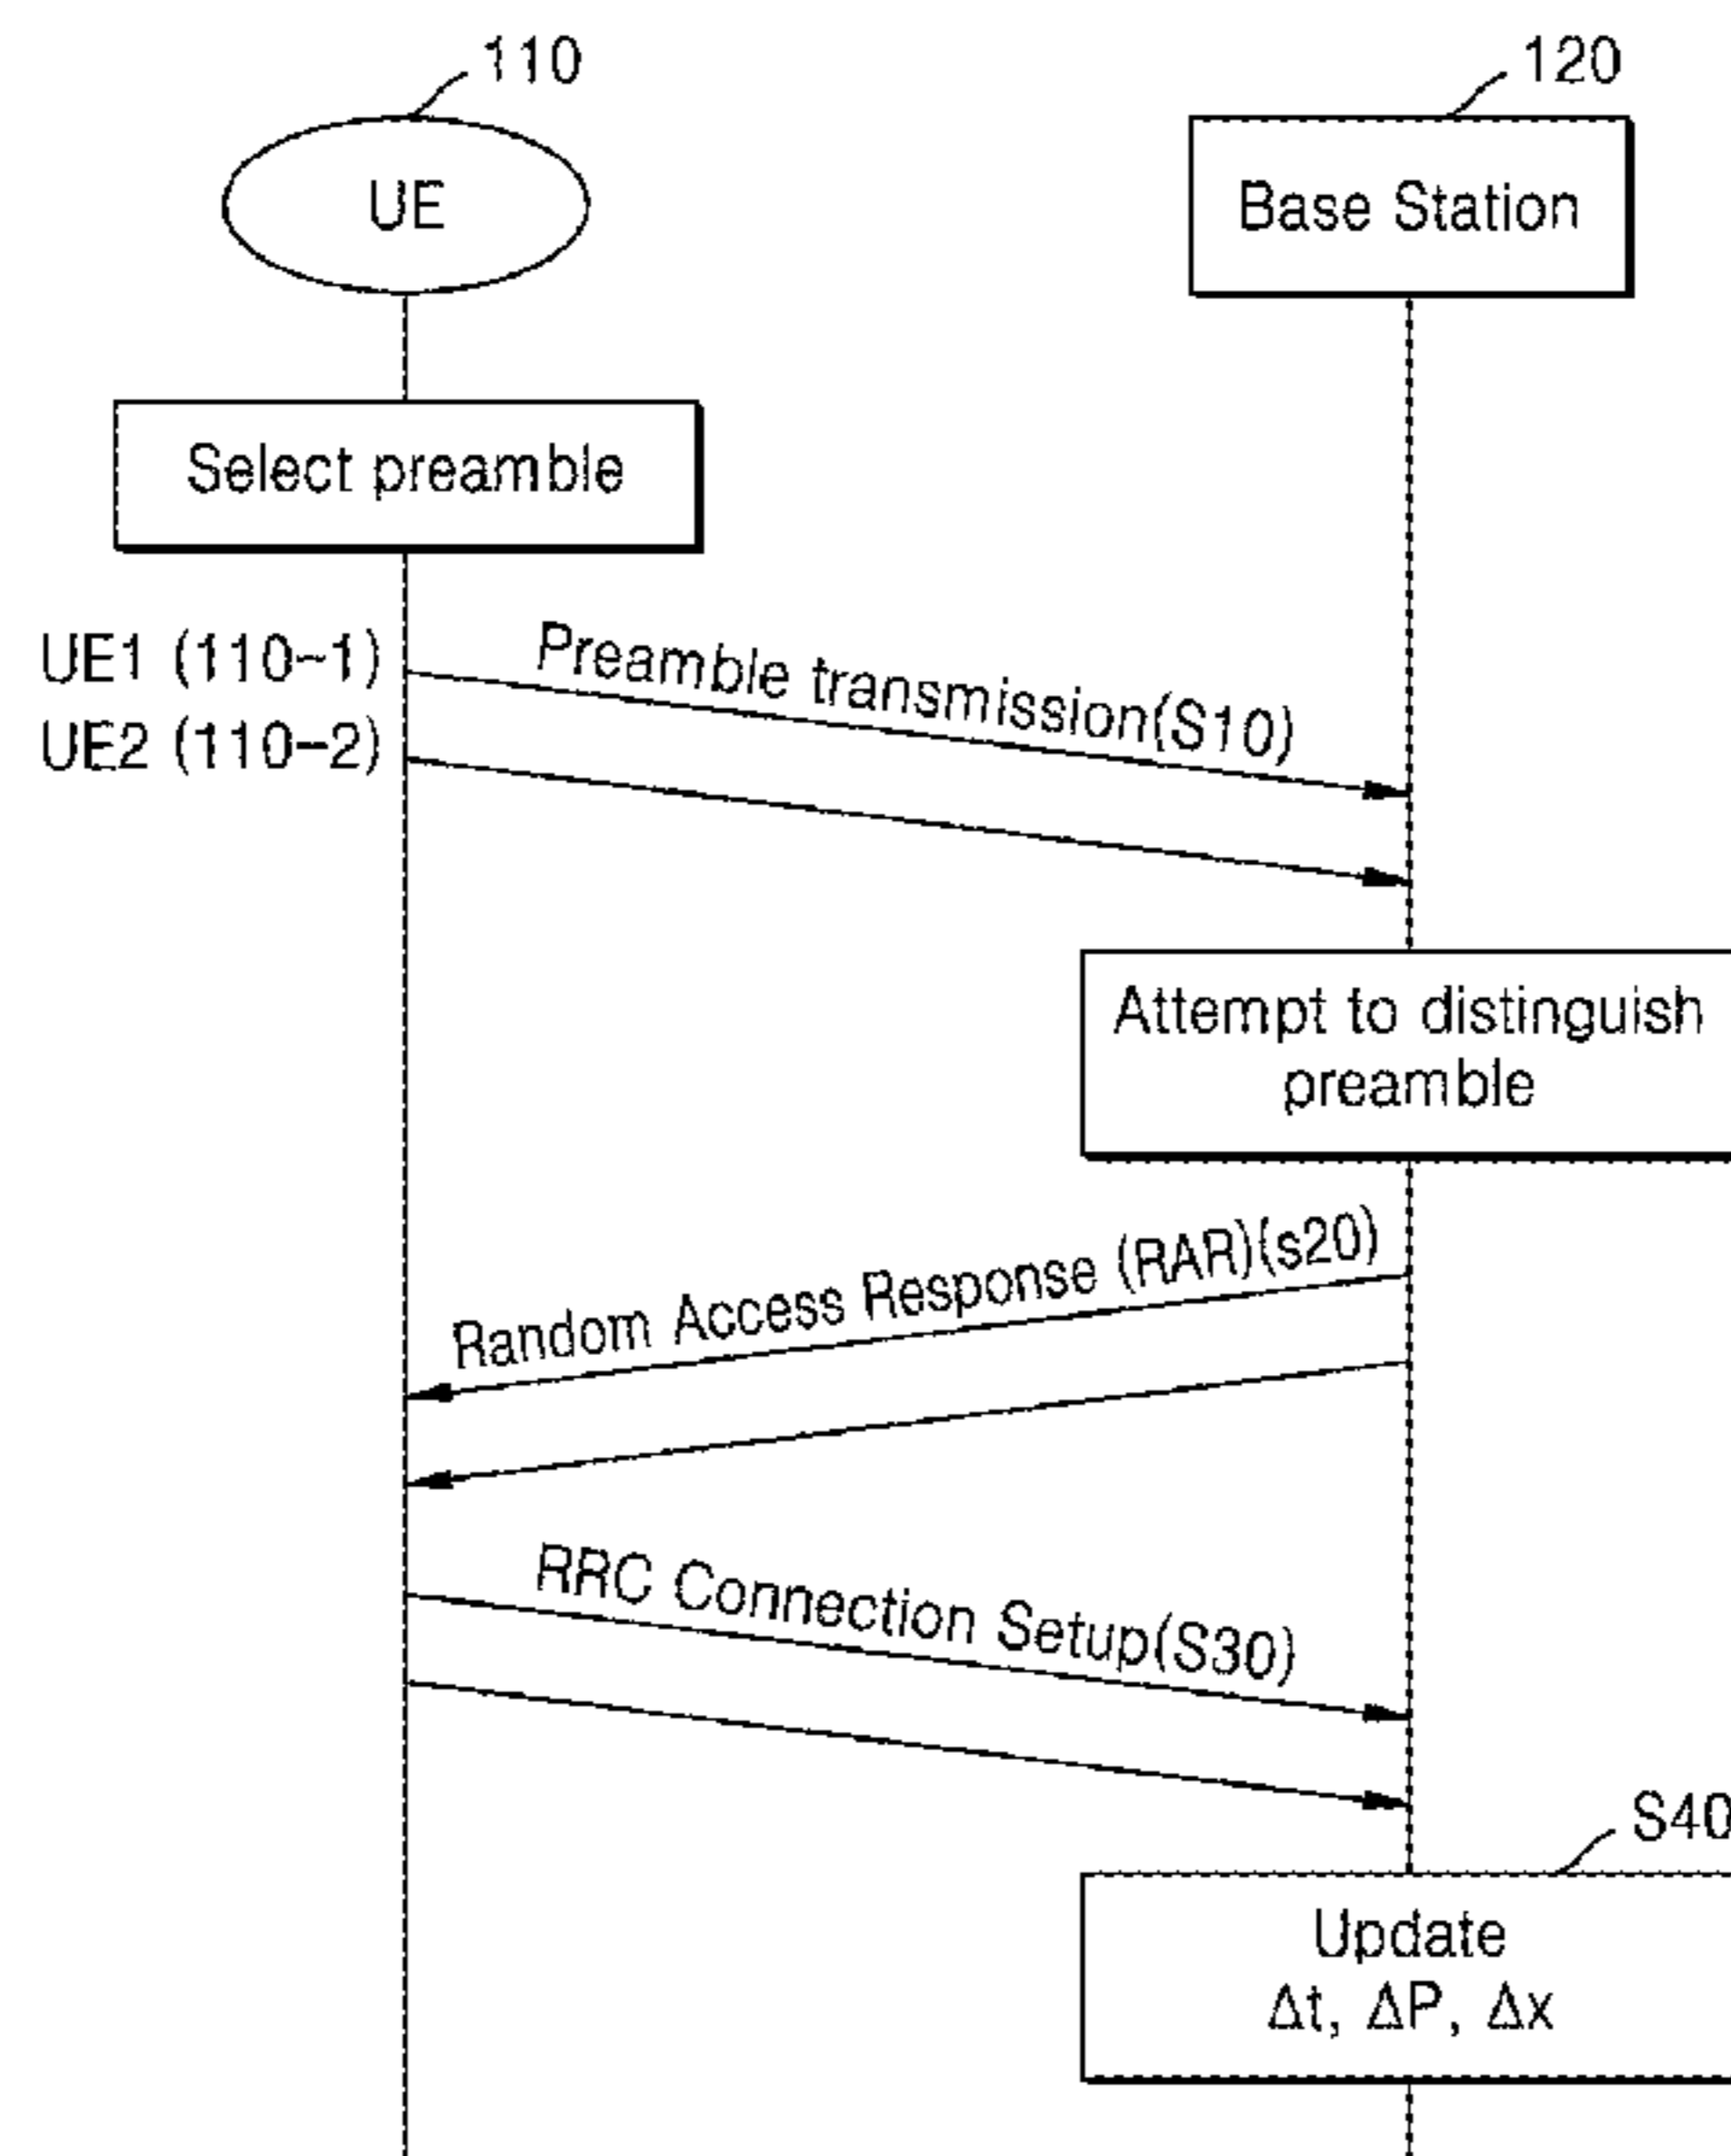 110
120
UE
Base Station
Select preamble
UE1 (110-1)
Preamble transmission(S10)
UE2 (110-2)
Attempt to distinguish
preamble
Random Access Response (RAR)(s20)
RRC Connection Setup(S30)
S40
Update
Δt, ΔP, Δx